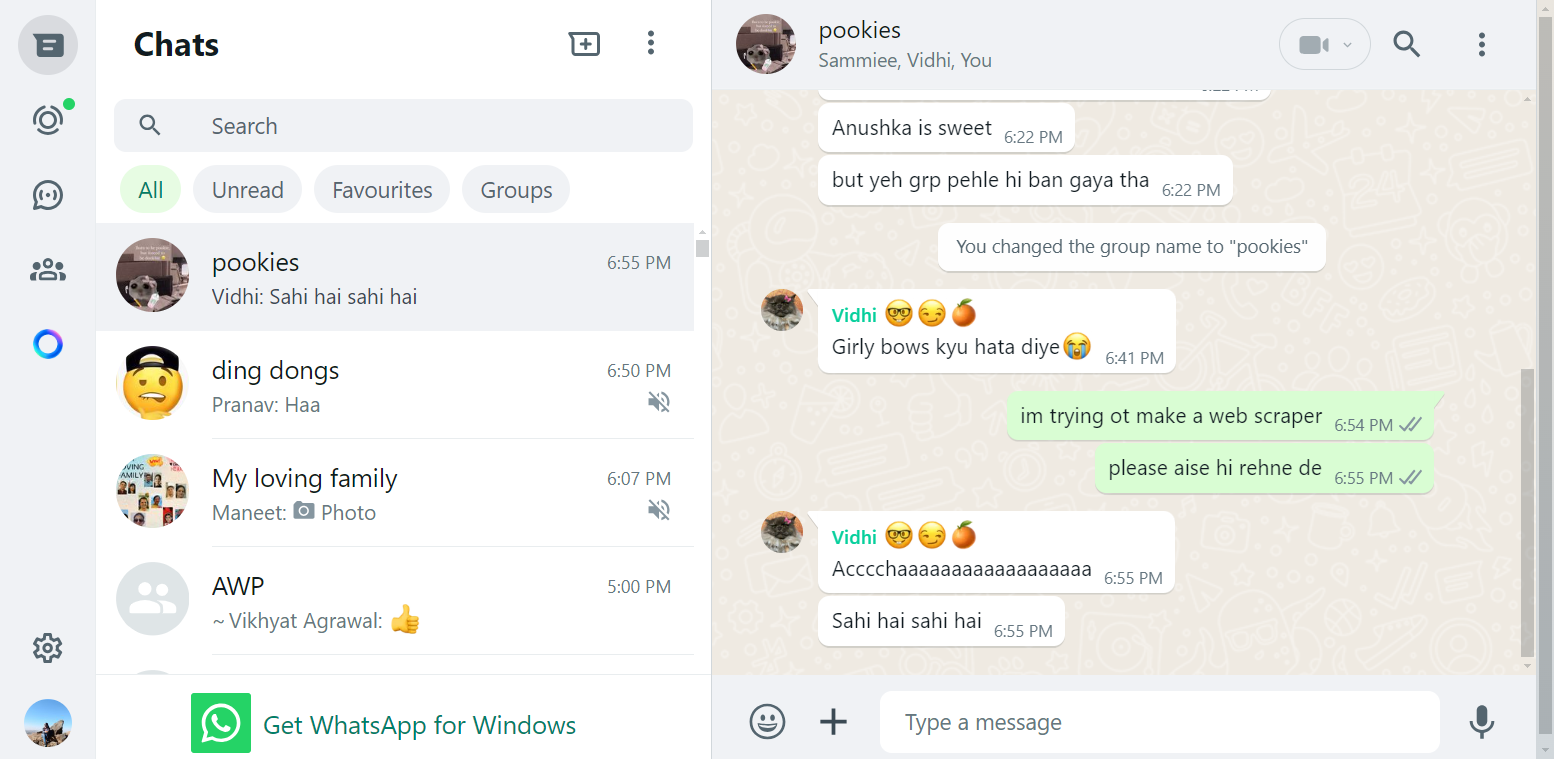 Chats
Search
All
Unread
Favourites
Groups
pookies
6:55 PM
Vidhi: Sahi hai sahi hai
ding dongs
6:50 PM
Pranav: Haa
My loving family
6:07 PM
Maneet: Photo
AWP
5:00 PM
~ Vikhyat Agrawal: 👍
Get WhatsApp for Windows
pookies
Sammiee, Vidhi, You
Anushka is sweet 6:22 PM
but yeh grp pehle hi ban gaya tha 6:22 PM
You changed the group name to "pookies"
Vidhi 🤓😏🍊
Girly bows kyu hata diye😭 6:41 PM
im trying ot make a web scraper 6:54 PM
please aise hi rehne de 6:55 PM
Vidhi 🤓😏🍊
Accchaaaaaaaaaaaaaaaaaa 6:55 PM
Sahi hai sahi hai 6:55 PM
Type a message